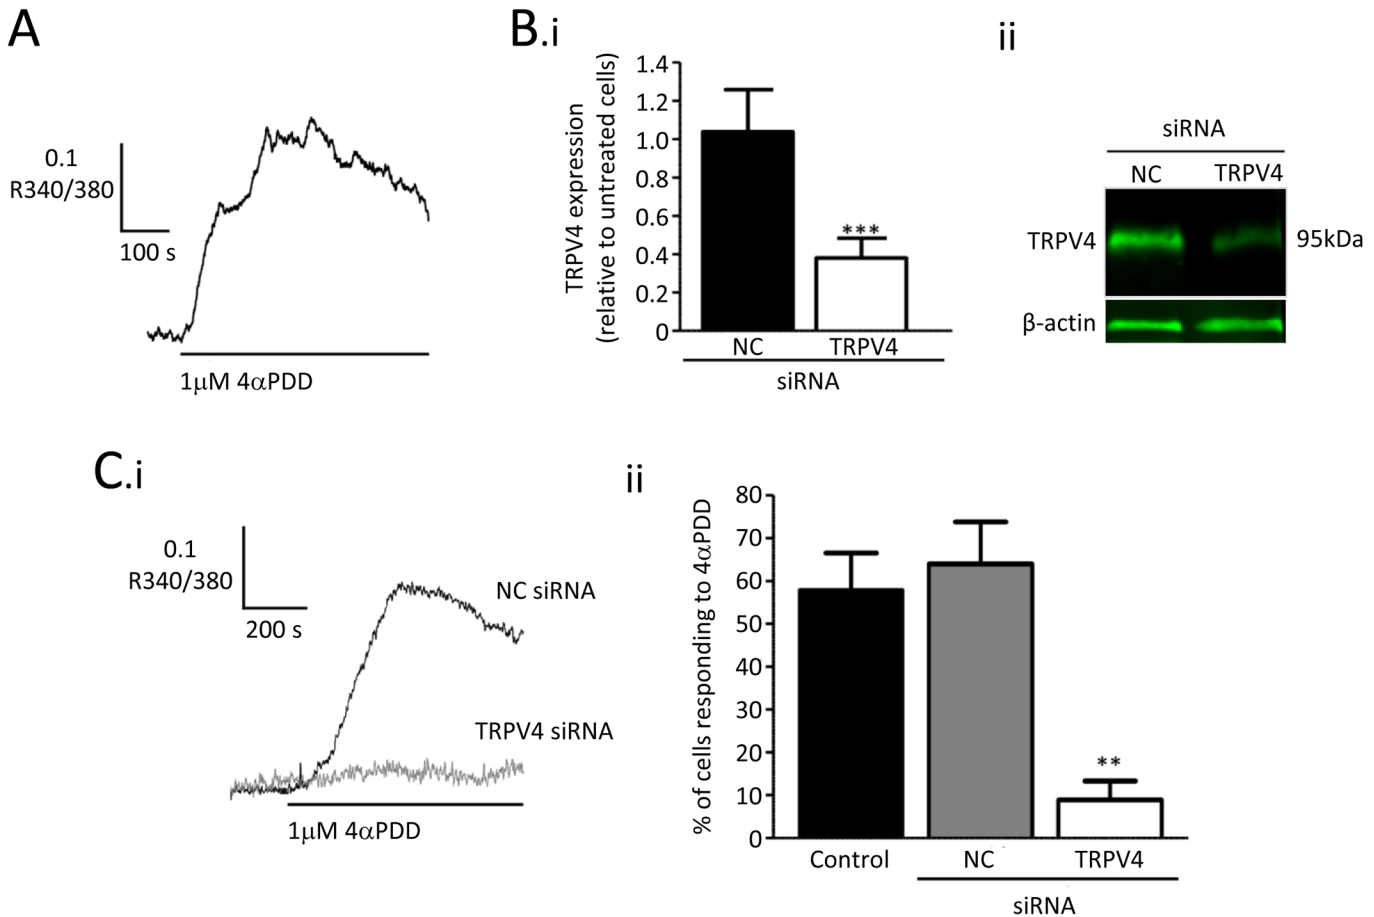 A
0.1
R340/380
100 s
1μM 4αPDD
B.i
TRPV4 expression
(relative to untreated cells)
1.4
1.2
1.0
0.8
0.6
0.4
0.2
0
***
NC TRPV4
siRNA
ii
siRNA
NC TRPV4
TRPV4 95kDa
β-actin
C.i
0.1
R340/380
200 s
NC siRNA
TRPV4 siRNA
1μM 4αPDD
ii
% of cells responding to 4αPDD
80
70
60
50
40
30
20
10
0
**
Control NC TRPV4
siRNA